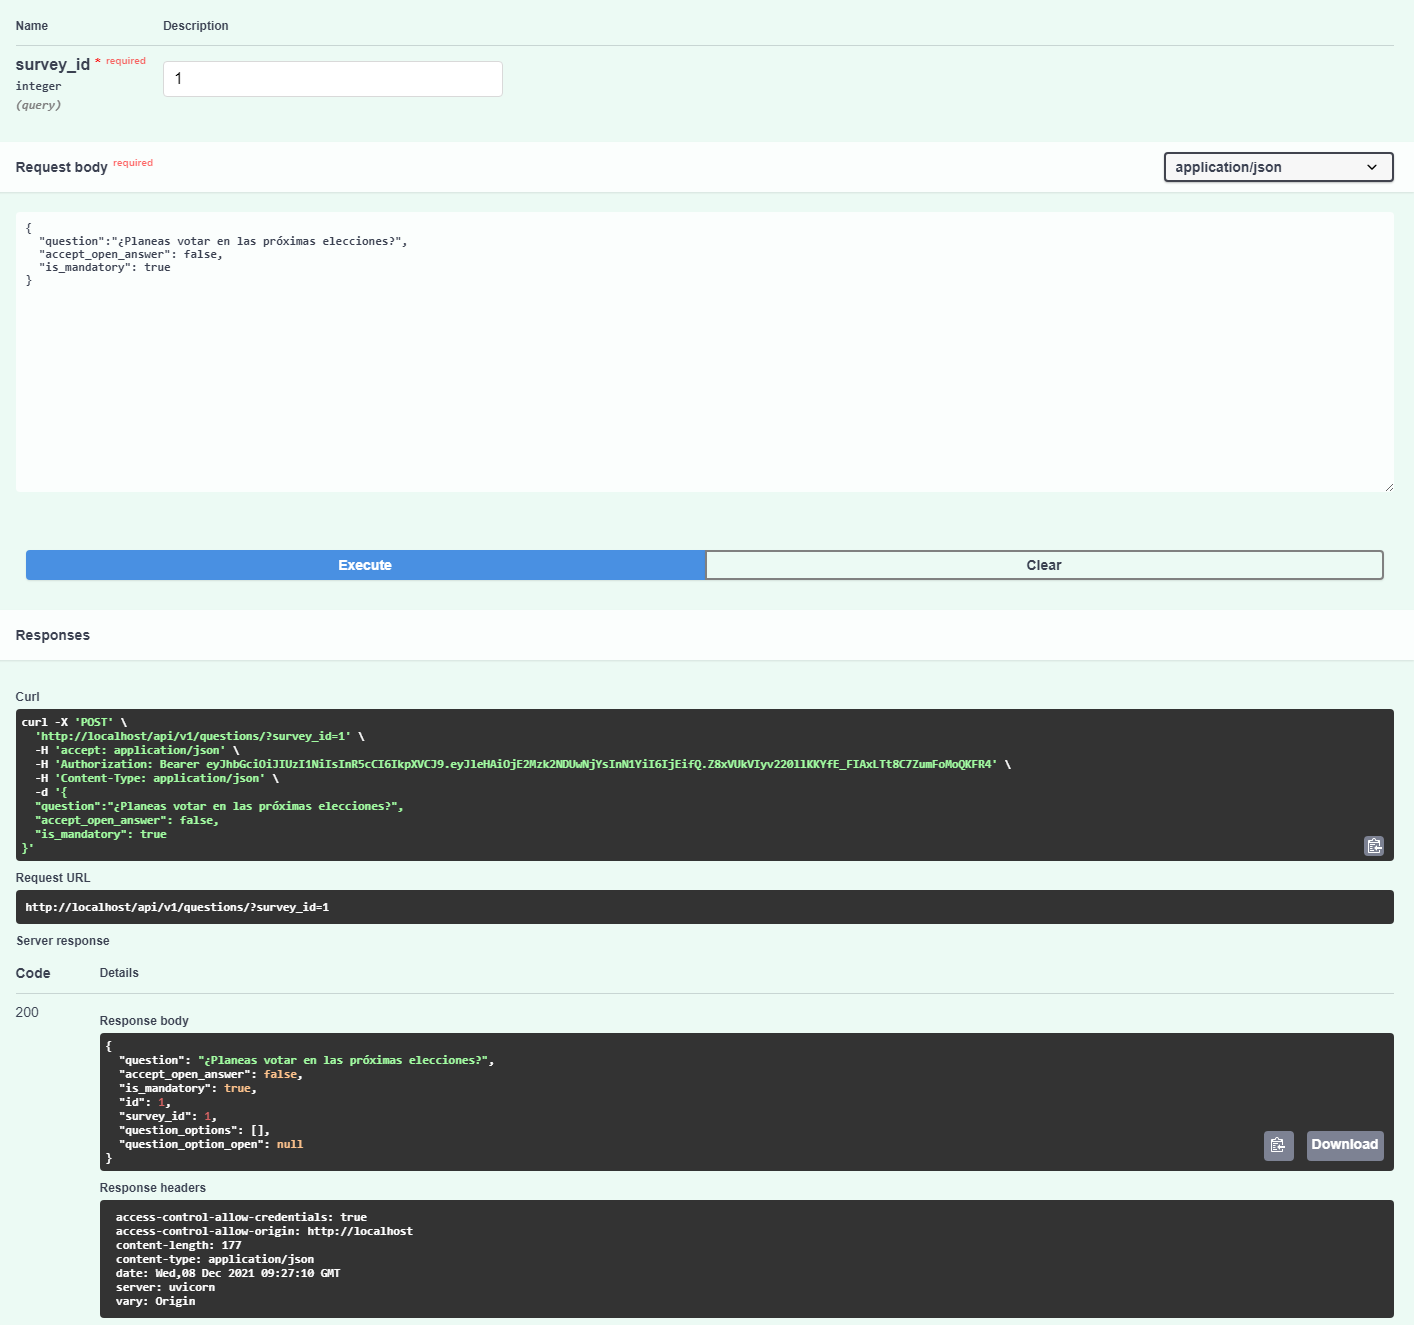 Name Description
survey_id * required
integer
(query)
1
Request body required
application/json
{
  "question":"¿Planeas votar en las próximas elecciones?",
  "accept_open_answer": false,
  "is_mandatory": true
}
Execute
Clear
Responses
Curl
curl -X 'POST' \
  'http://localhost/api/v1/questions/?survey_id=1' \
  -H 'accept: application/json' \
  -H 'Authorization: Bearer eyJhbGciOiJIUzI1NiIsInR5cCI6IkpXVCJ9.eyJleHAiOjE2Mzk2NDUwNjYsInN1YiI6IjEifQ.Z8xVUkVIyv220llKKYfE_FIAxLTt8C7ZumFoMoQKFR4' \
  -H 'Content-Type: application/json' \
  -d '{
  "question":"¿Planeas votar en las próximas elecciones?",
  "accept_open_answer": false,
  "is_mandatory": true
}'
Request URL
http://localhost/api/v1/questions/?survey_id=1
Server response
Code Details
200
Response body
{
  "question": "¿Planeas votar en las próximas elecciones?",
  "accept_open_answer": false,
  "is_mandatory": true,
  "id": 1,
  "survey_id": 1,
  "question_options": [],
  "question_option_open": null
}
Download
Response headers
access-control-allow-credentials: true
access-control-allow-origin: http://localhost
content-length: 177
content-type: application/json
date: Wed,08 Dec 2021 09:27:10 GMT
server: uvicorn
vary: Origin